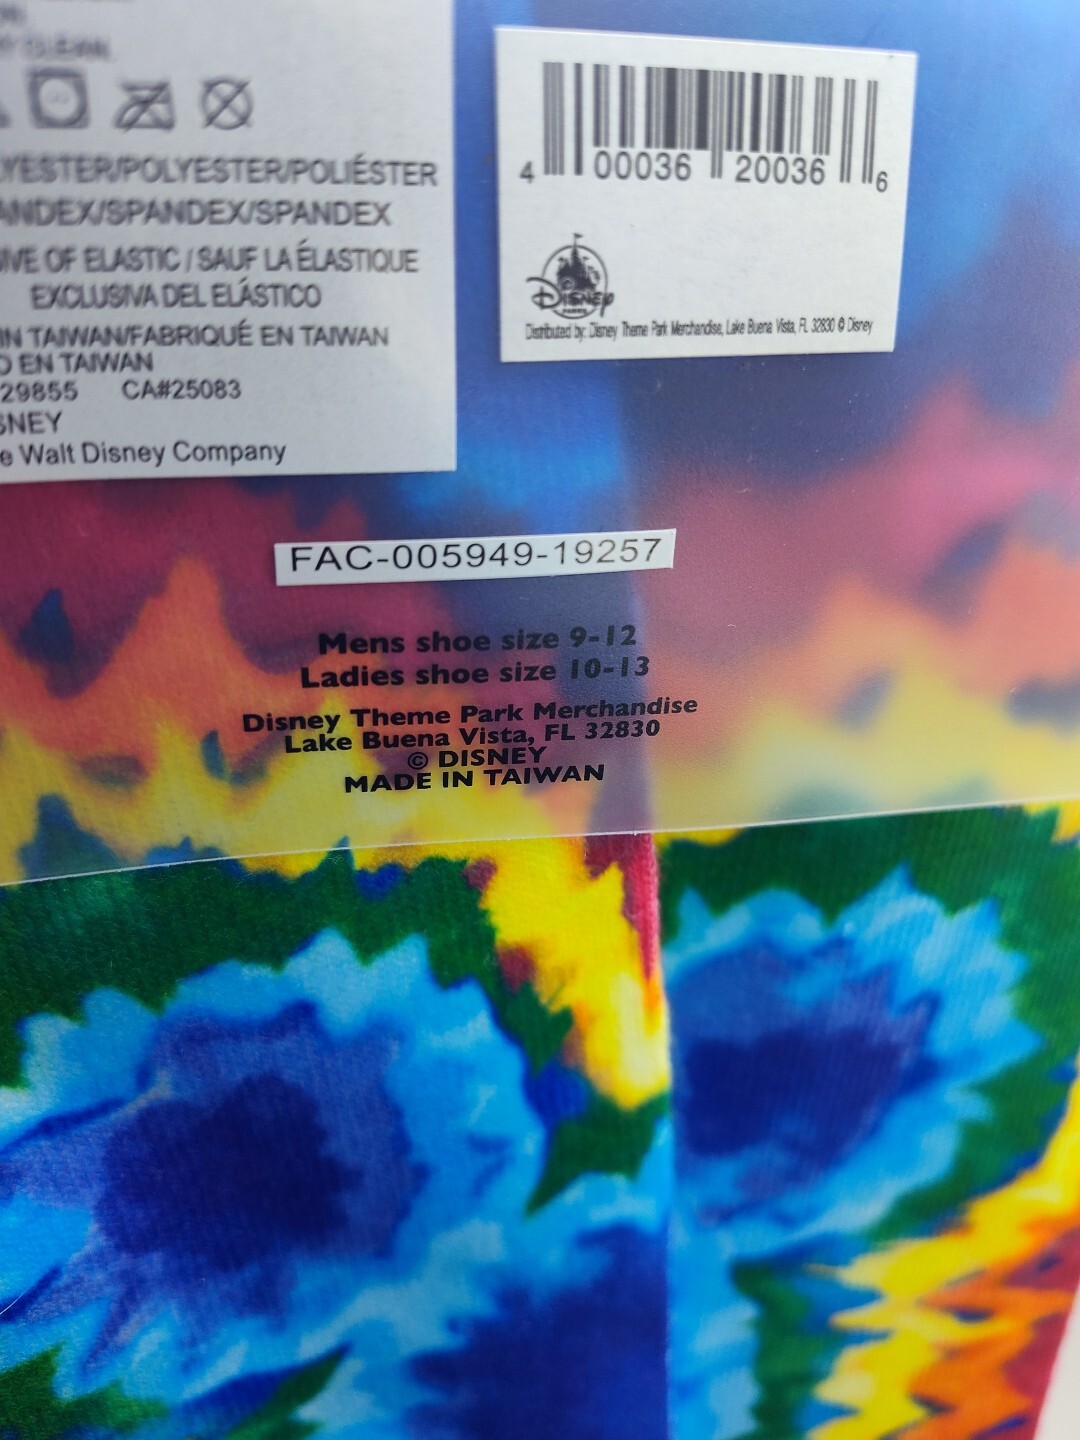 YESTER/POLYESTER/POLIÉSTER
ANDEX/SPANDEX/SPANDEX
IVE OF ELASTIC / SAUF LA ÉLASTIQUE
EXCLUSIVA DEL ELÁSTICO
IN TAIWAN/FABRIQUÉ EN TAIWAN
O EN TAIWAN
29855 CA#25083
SNEY
e Walt Disney Company
4 00036 20036 6
DISNEY
PARKS
Distributed by: Disney Theme Park Merchandise, Lake Buena Vista, FL 32830 © Disney
FAC-005949-19257
Mens shoe size 9-12
Ladies shoe size 10-13
Disney Theme Park Merchandise
Lake Buena Vista, FL 32830
© DISNEY
MADE IN TAIWAN